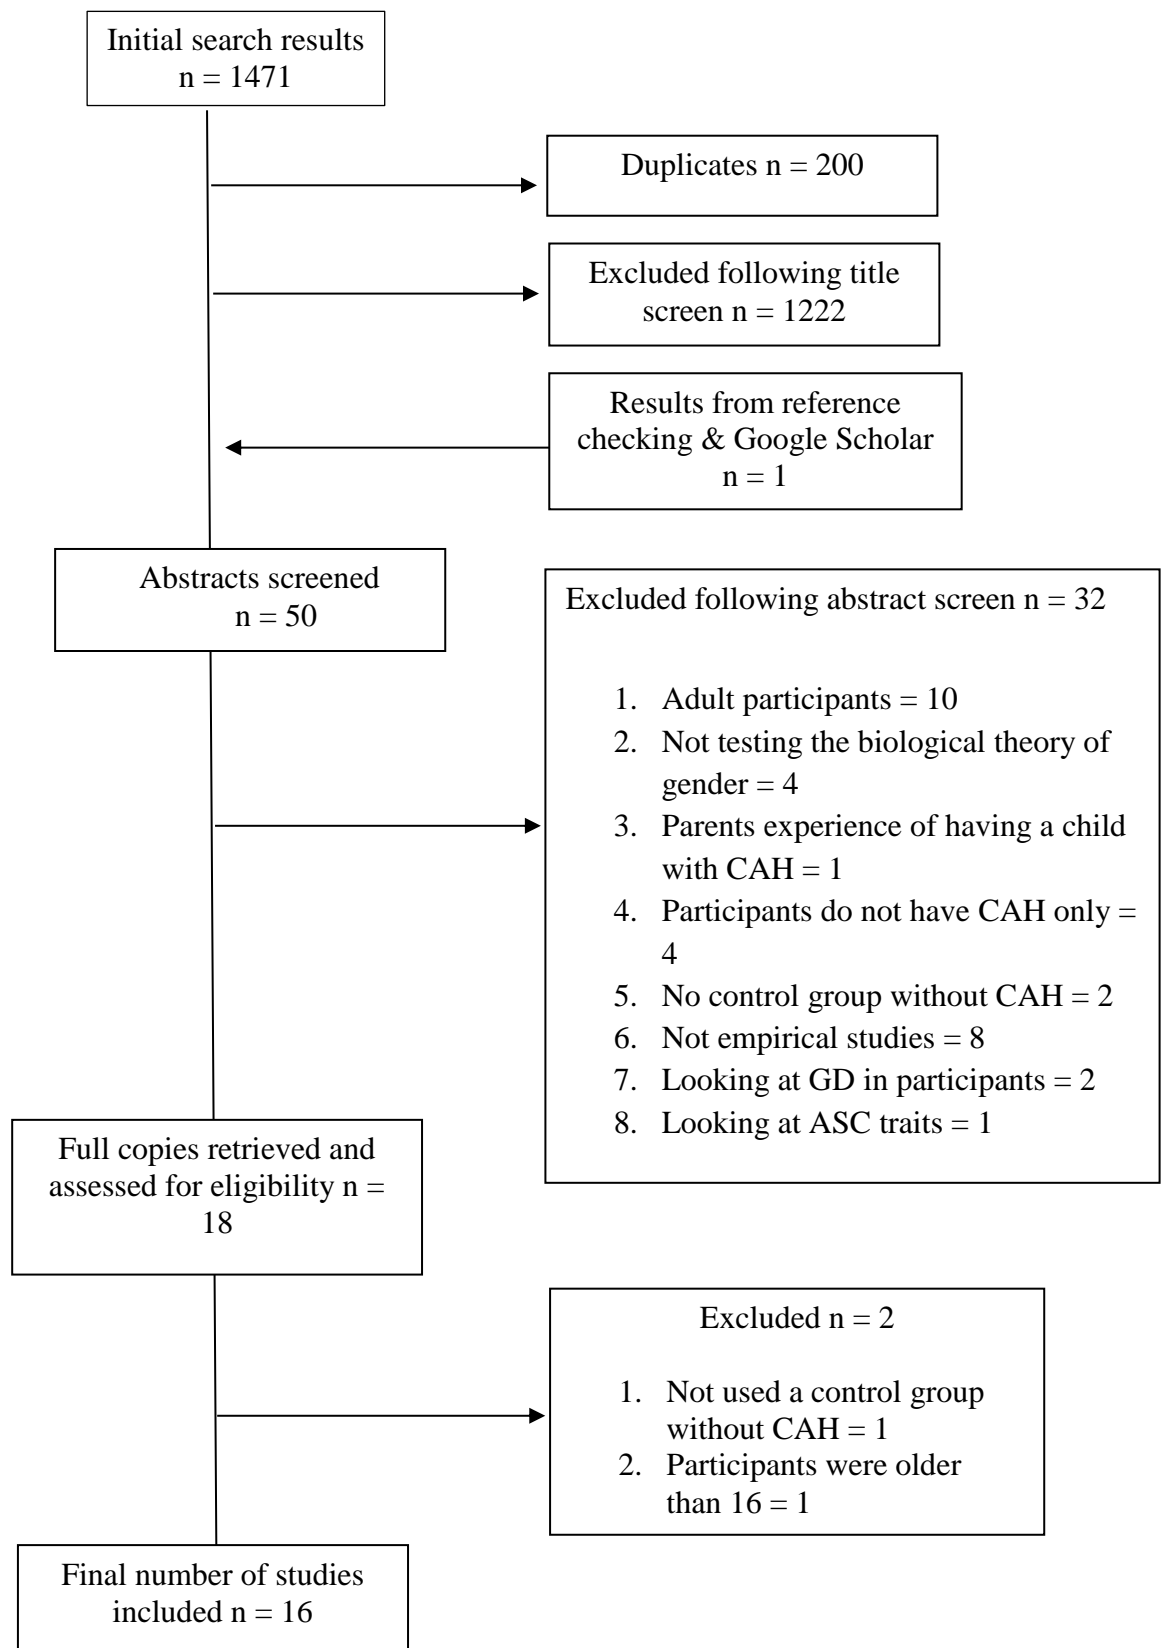 Initial search results
n = 1471
Duplicates n = 200
Excluded following title
screen n = 1222
Results from reference
checking & Google Scholar
n = 1
Abstracts screened
n = 50
Excluded following abstract screen n = 32
1. Adult participants = 10
2. Not testing the biological theory of
gender = 4
3. Parents experience of having a child
with CAH = 1
4. Participants do not have CAH only =
4
5. No control group without CAH = 2
6. Not empirical studies = 8
7. Looking at GD in participants = 2
8. Looking at ASC traits = 1
Full copies retrieved and
assessed for eligibility n =
18
Excluded n = 2
1. Not used a control group
without CAH = 1
2. Participants were older
than 16 = 1
Final number of studies
included n = 16